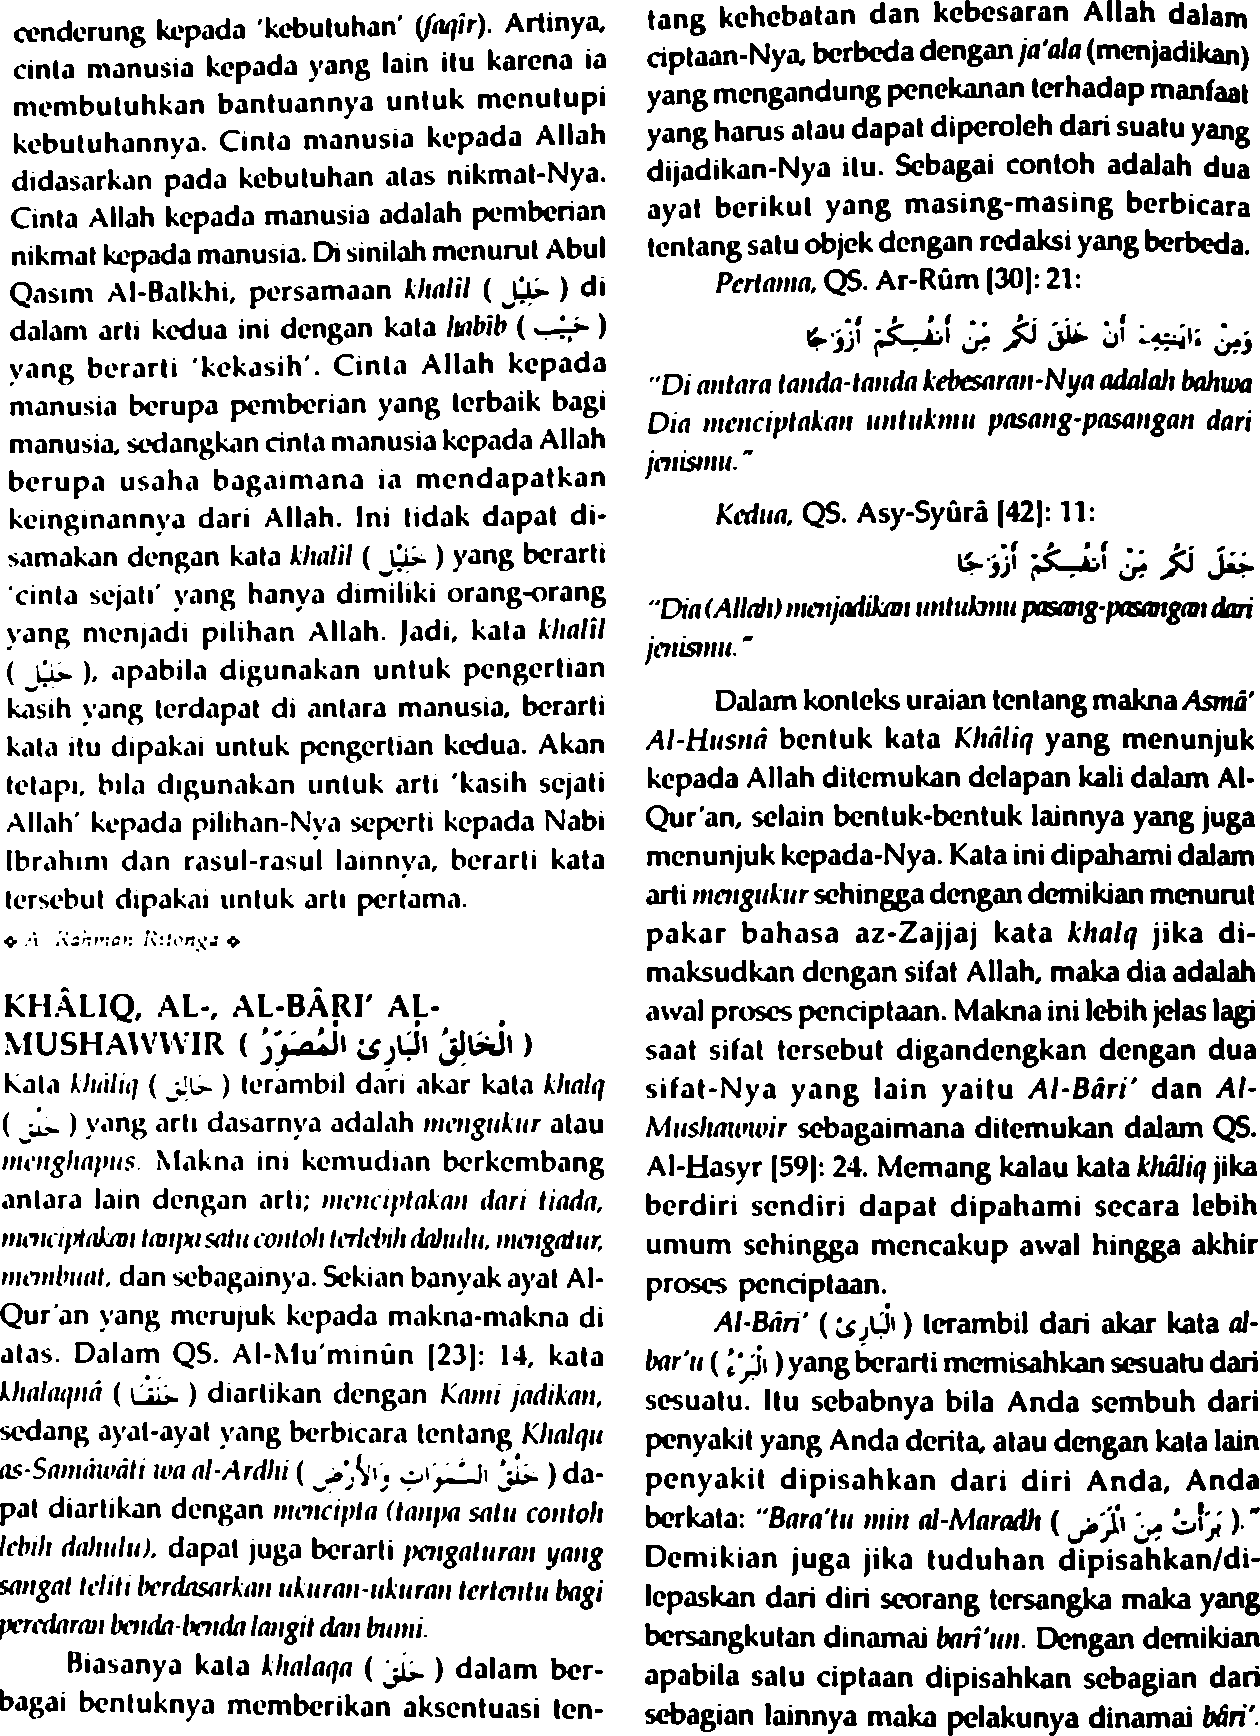 cenderung kepada 'kebutuhan' (faqîr). Artinya,
cinta manusia kepada yang lain itu karena ia
membutuhkan bantuannya untuk menutupi
kebutuhannya. Cinta manusia kepada Allah
didasarkan pada kebutuhan atas nikmat-Nya.
Cinta Allah kepada manusia adalah pemberian
nikmat kepada manusia. Di sinilah menurut Abul
Qasim Al-Balkhi, persamaan khalîl ( خَلِيْل ) di
dalam arti kedua ini dengan kata habîb ( حَبِيْب )
yang berarti 'kekasih'. Cinta Allah kepada
manusia berupa pemberian yang terbaik bagi
manusia, sedangkan cinta manusia kepada Allah
berupa usaha bagaimana ia mendapatkan
keinginannya dari Allah. Ini tidak dapat di-
samakan dengan kata khalîl ( خَلِيْل ) yang berarti
'cinta sejati' yang hanya dimiliki orang-orang
yang menjadi pilihan Allah. Jadi, kata khalîl
( خَلِيْل ), apabila digunakan untuk pengertian
kasih yang terdapat di antara manusia, berarti
kata itu dipakai untuk pengertian kedua. Akan
tetapi, bila digunakan untuk arti 'kasih sejati
Allah' kepada pilihan-Nya seperti kepada Nabi
Ibrahim dan rasul-rasul lainnya, berarti kata
tersebut dipakai untuk arti pertama.
❖ A. Rahman Ritonga ❖
KHÂLIQ, AL-, AL-BÂRI' AL-
MUSHAWWIR ( الْخَالِقُ الْبَارِئُ الْمُصَوِّرُ )
Kata khâliq ( خَالِق ) terambil dari akar kata khalq
( خَلْق ) yang arti dasarnya adalah mengukur atau
menghapus. Makna ini kemudian berkembang
antara lain dengan arti; menciptakan dari tiada,
menciptakan tanpa satu contoh terlebih dahulu, mengatur,
membuat, dan sebagainya. Sekian banyak ayat Al-
Qur'an yang merujuk kepada makna-makna di
atas. Dalam QS. Al-Mu'minûn [23]: 14, kata
khalaqnâ ( خَلَقْنَا ) diartikan dengan Kami jadikan,
sedang ayat-ayat yang berbicara tentang Khalqu
as-Samâwâti wa al-Ardhi ( خَلْقُ السَّمَوَاتِ وَالْأَرْضِ ) da-
pat diartikan dengan mencipta (tanpa satu contoh
lebih dahulu), dapat juga berarti pengaturan yang
sangat teliti berdasarkan ukuran-ukuran tertentu bagi
peredaran benda-benda langit dan bumi.
Biasanya kata khalaqa ( خَلَقَ ) dalam ber-
bagai bentuknya memberikan aksentuasi ten-
tang kehebatan dan kebesaran Allah dalam
ciptaan-Nya, berbeda dengan ja'ala (menjadikan)
yang mengandung penekanan terhadap manfaat
yang harus atau dapat diperoleh dari suatu yang
dijadikan-Nya itu. Sebagai contoh adalah dua
ayat berikut yang masing-masing berbicara
tentang satu objek dengan redaksi yang berbeda.
Pertama, QS. Ar-Rûm [30]: 21:
وَمِنْ ءَايَـٰتِهِۦٓ أَنْ خَلَقَ لَكُم مِّنْ أَنفُسِكُمْ أَزْوَٰجًا
"Di antara tanda-tanda kebesaran-Nya adalah bahwa
Dia menciptakan untukmu pasang-pasangan dari
jenismu."
Kedua, QS. Asy-Syûrâ [42]: 11:
جَعَلَ لَكُم مِّنْ أَنفُسِكُمْ أَزْوَٰجًا
"Dia (Allah) menjadikan untukmu pasang-pasangan dari
jenismu."
Dalam konteks uraian tentang makna Asmâ'
Al-Husnâ bentuk kata Khâliq yang menunjuk
kepada Allah ditemukan delapan kali dalam Al-
Qur'an, selain bentuk-bentuk lainnya yang juga
menunjuk kepada-Nya. Kata ini dipahami dalam
arti mengukur sehingga dengan demikian menurut
pakar bahasa az-Zajjaj kata khalq jika di-
maksudkan dengan sifat Allah, maka dia adalah
awal proses penciptaan. Makna ini lebih jelas lagi
saat sifat tersebut digandengkan dengan dua
sifat-Nya yang lain yaitu Al-Bâri' dan Al-
Mushawwir sebagaimana ditemukan dalam QS.
Al-Hasyr [59]: 24. Memang kalau kata khâliq jika
berdiri sendiri dapat dipahami secara lebih
umum sehingga mencakup awal hingga akhir
proses penciptaan.
Al-Bâri' ( الْبَارِئُ ) terambil dari akar kata al-
bar'u ( الْبَرْءُ ) yang berarti memisahkan sesuatu dari
sesuatu. Itu sebabnya bila Anda sembuh dari
penyakit yang Anda derita, atau dengan kata lain
penyakit dipisahkan dari diri Anda, Anda
berkata: "Bara'tu min al-Maradh ( بَرَأْتُ مِنَ الْمَرَضِ )."
Demikian juga jika tuduhan dipisahkan/di-
lepaskan dari diri seorang tersangka maka yang
bersangkutan dinamai barî'un. Dengan demikian
apabila satu ciptaan dipisahkan sebagian dari
sebagian lainnya maka pelakunya dinamai bâri'.